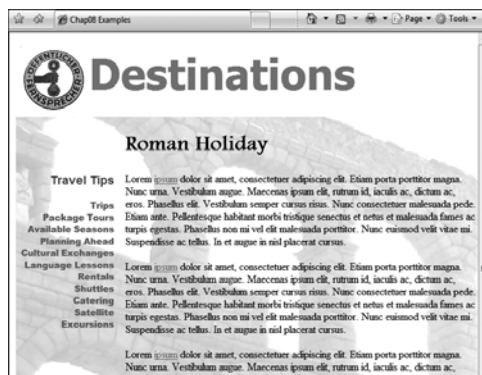 Chap08 Examples
Page
Tools
ÖFFENTLICHER
FERNSPRECHER
Destinations
Roman Holiday
Travel Tips
Trips
Package Tours
Available Seasons
Planning Ahead
Cultural Exchanges
Language Lessons
Rentals
Shuttles
Catering
Satellite
Excursions
Lorem ipsum dolor sit amet, consectetuer adipiscing elit. Etiam porta porttitor magna.
Nunc urna. Vestibulum augue. Maecenas ipsum elit, rutrum id, iaculis ac, dictum ac,
eros. Phasellus elit. Vestibulum semper cursus risus. Nunc consectetuer malesuada pede.
Etiam ante. Pellentesque habitant morbi tristique senectus et netus et malesuada fames ac
turpis egestas. Phasellus non mi vel elit malesuada porttitor. Nunc euismod velit vitae mi.
Suspendisse ac tellus. In et augue in nisl placerat cursus.
Lorem ipsum dolor sit amet, consectetuer adipiscing elit. Etiam porta porttitor magna.
Nunc urna. Vestibulum augue. Maecenas ipsum elit, rutrum id, iaculis ac, dictum ac,
eros. Phasellus elit. Vestibulum semper cursus risus. Nunc consectetuer malesuada pede.
Etiam ante. Pellentesque habitant morbi tristique senectus et netus et malesuada fames ac
turpis egestas. Phasellus non mi vel elit malesuada porttitor. Nunc euismod velit vitae mi.
Suspendisse ac tellus. In et augue in nisl placerat cursus.
Lorem ipsum dolor sit amet, consectetuer adipiscing elit. Etiam porta porttitor magna.
Nunc urna. Vestibulum augue. Maecenas ipsum elit, rutrum id, iaculis ac, dictum ac,